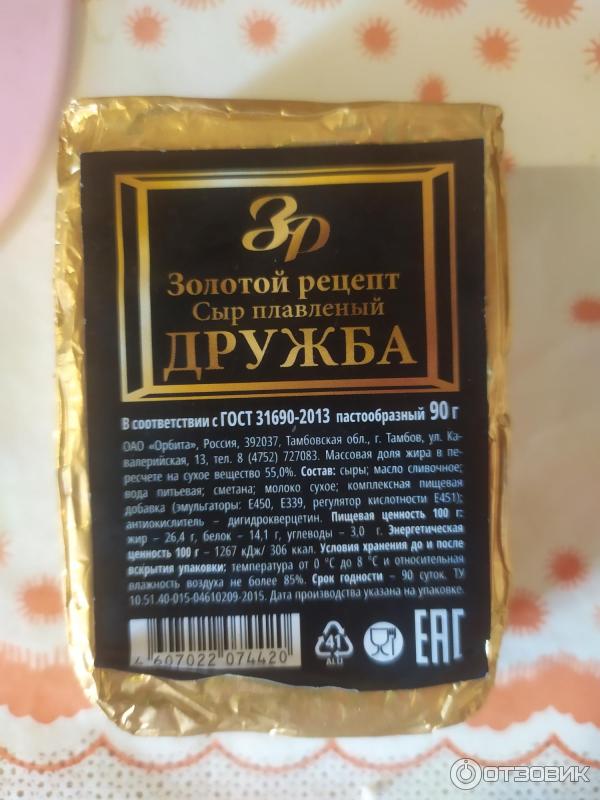 ЗР
Золотой рецепт
Сыр плавленый
ДРУЖБА
В соответствии с ГОСТ 31690-2013 пастообразный 90 г
ОАО «Орбита», Россия, 392037, Тамбовская обл., г. Тамбов, ул. Ка-
валерийская, 13, тел. 8 (4752) 727083. Массовая доля жира в пе-
ресчете на сухое вещество 55,0%. Состав: сыры; масло сливочное;
вода питьевая; сметана; молоко сухое; комплексная пищевая
добавка (эмульгаторы: Е450, Е339, регулятор кислотности Е451);
антиокислитель – дигидрокверцетин. Пищевая ценность 100 г:
жир – 26,4 г, белок – 14,1 г, углеводы – 3,0 г. Энергетическая
ценность 100 г – 1267 кДж/ 306 ккал. Условия хранения до и после
вскрытия упаковки: температура от 0 °С до 8 °С и относительная
влажность воздуха не более 85%. Срок годности – 90 суток. ТУ
10.51.40-015-04610209-2015. Дата производства указана на упаковке.
4 607022 074420
41
ALU
ЕАС
ОТЗОВИК